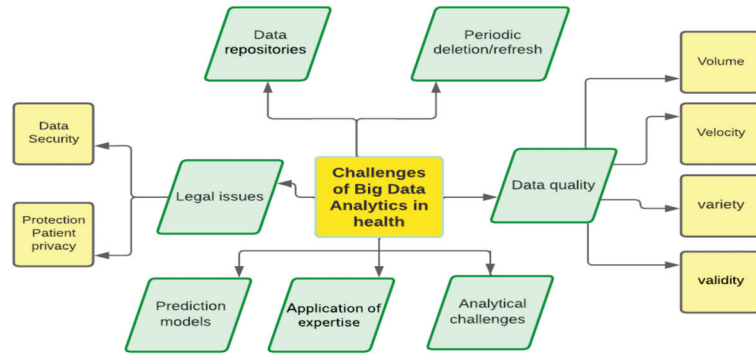 Data
repositories
Periodic
deletion/refresh
Volume
Data
Security
Velocity
Legal issues
Challenges
of Big Data
Analytics in
health
Data quality
Protection
Patient
privacy
variety
validity
Prediction
models
Application of
expertise
Analytical
challenges